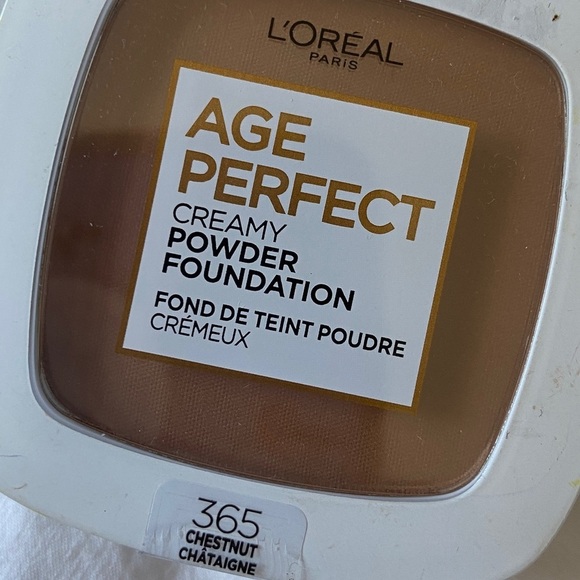 L'ORÉAL
PARIS
AGE
PERFECT
CREAMY
POWDER
FOUNDATION
FOND DE TEINT POUDRE
CRÉMEUX
365
CHESTNUT
CHÂTAIGNE